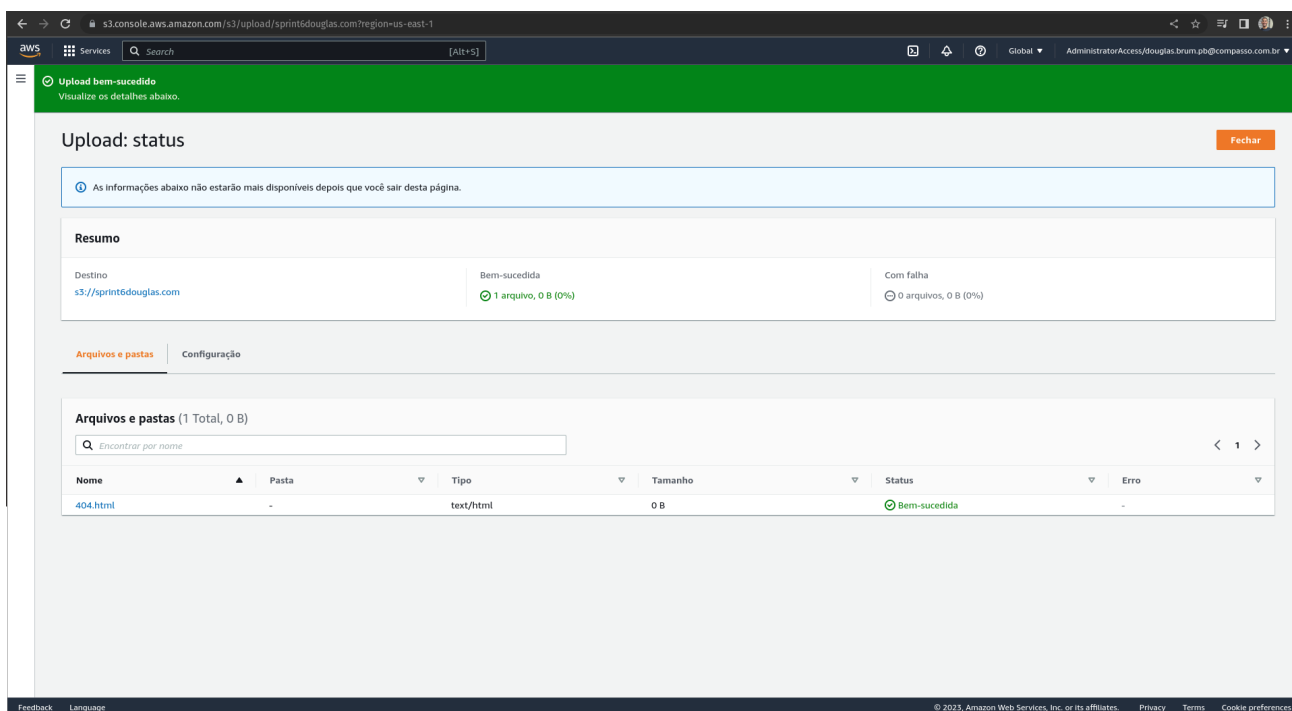 s3.console.aws.amazon.com/s3/upload/sprint6douglas.com?region=us-east-1
aws Services Search [Alt+S] Global AdministratorAccess/douglas.brum.pb@compasso.com.br
Upload bem-sucedido
Visualize os detalhes abaixo.
Upload: status Fechar
As informações abaixo não estarão mais disponíveis depois que você sair desta página.
Resumo
Destino Bem-sucedida Com falha
s3://sprint6douglas.com 1 arquivo, 0 B (0%) 0 arquivos, 0 B (0%)
Arquivos e pastas Configuração
Arquivos e pastas (1 Total, 0 B)
Encontrar por nome 1
Nome Pasta Tipo Tamanho Status Erro
404.html - text/html 0 B Bem-sucedida -
Feedback Language © 2023, Amazon Web Services, Inc. or its affiliates. Privacy Terms Cookie preferences